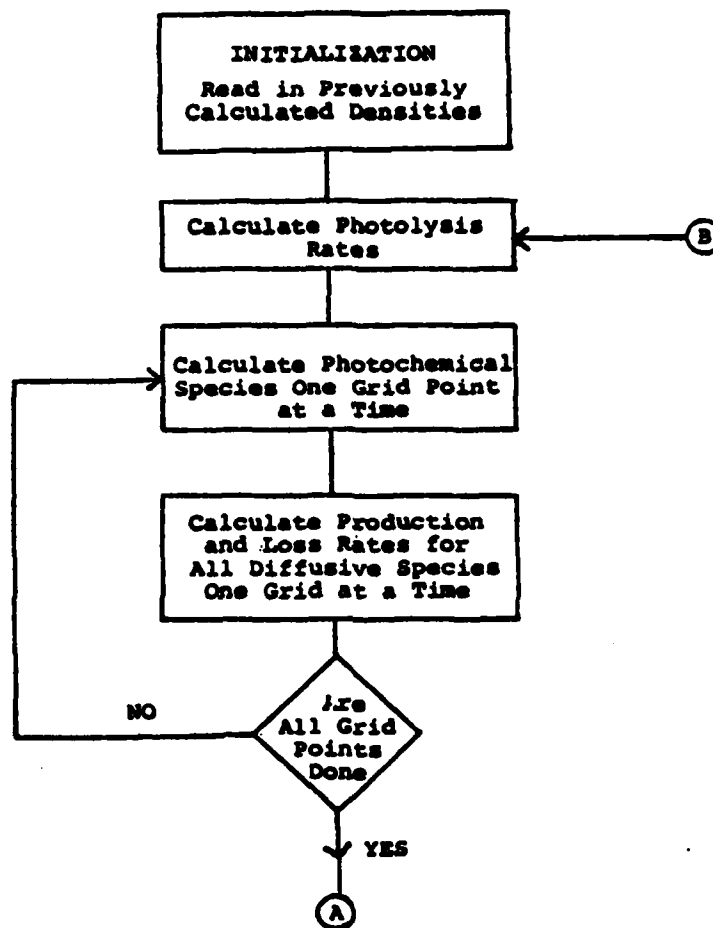 INITIALIZATION
Read in Previously
Calculated Densities
Calculate Photolysis
Rates
B
Calculate Photochemical
Species One Grid Point
at a Time
Calculate Production
and Loss Rates for
All Diffusive Species
One Grid at a Time
NO
Are
All Grid
Points
Done
YES
A